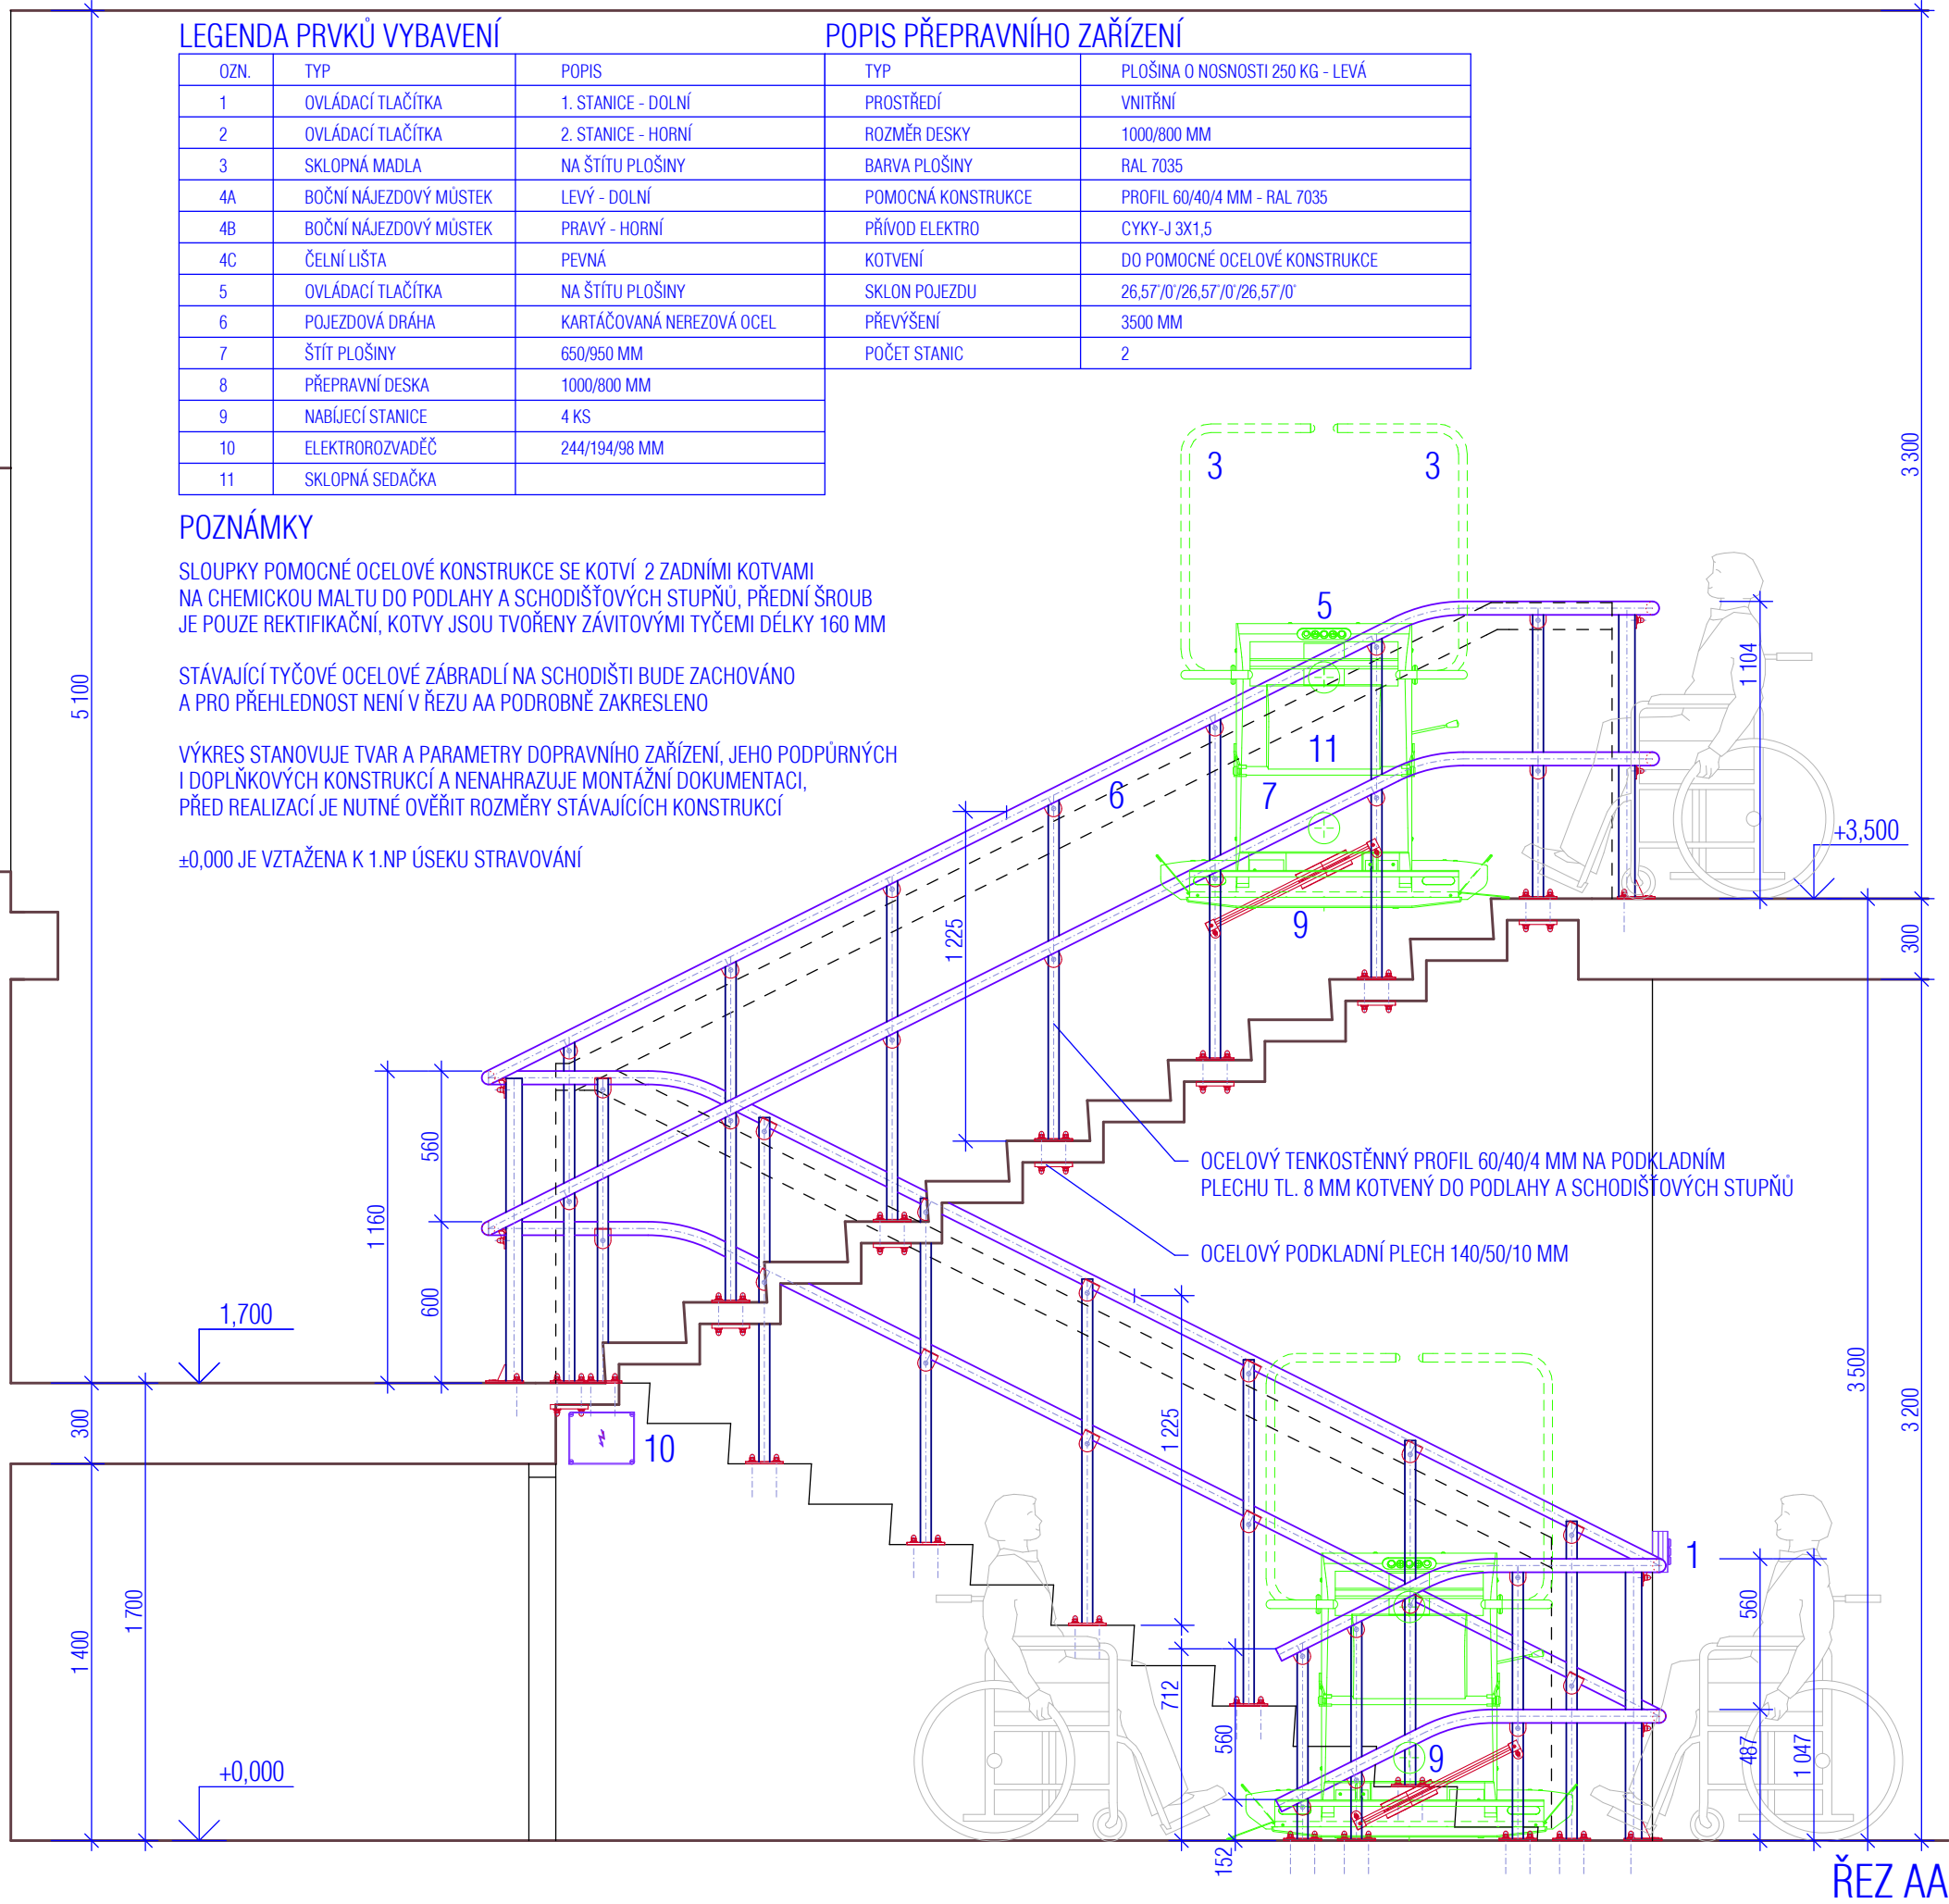 LEGENDA PRVKŮ VYBAVENÍ
OZN. TYP POPIS
1 OVLÁDACÍ TLAČÍTKA 1. STANICE - DOLNÍ
2 OVLÁDACÍ TLAČÍTKA 2. STANICE - HORNÍ
3 SKLOPNÁ MADLA NA ŠTÍTU PLOŠINY
4A BOČNÍ NÁJEZDOVÝ MŮSTEK LEVÝ - DOLNÍ
4B BOČNÍ NÁJEZDOVÝ MŮSTEK PRAVÝ - HORNÍ
4C ČELNÍ LIŠTA PEVNÁ
5 OVLÁDACÍ TLAČÍTKA NA ŠTÍTU PLOŠINY
6 POJEZDOVÁ DRÁHA KARTÁČOVANÁ NEREZOVÁ OCEL
7 ŠTÍT PLOŠINY 650/950 MM
8 PŘEPRAVNÍ DESKA 1000/800 MM
9 NABÍJECÍ STANICE 4 KS
10 ELEKTROROZVADĚČ 244/194/98 MM
11 SKLOPNÁ SEDAČKA
POPIS PŘEPRAVNÍHO ZAŘÍZENÍ
TYP PLOŠINA O NOSNOSTI 250 KG - LEVÁ
PROSTŘEDÍ VNITŘNÍ
ROZMĚR DESKY 1000/800 MM
BARVA PLOŠINY RAL 7035
POMOCNÁ KONSTRUKCE PROFIL 60/40/4 MM - RAL 7035
PŘÍVOD ELEKTRO CYKY-J 3X1,5
KOTVENÍ DO POMOCNÉ OCELOVÉ KONSTRUKCE
SKLON POJEZDU 26,57°/0°/26,57°/0°/26,57°/0°
PŘEVÝŠENÍ 3500 MM
POČET STANIC 2
POZNÁMKY
SLOUPKY POMOCNÉ OCELOVÉ KONSTRUKCE SE KOTVÍ 2 ZADNÍMI KOTVAMI
NA CHEMICKOU MALTU DO PODLAHY A SCHODIŠŤOVÝCH STUPŇŮ, PŘEDNÍ ŠROUB
JE POUZE REKTIFIKAČNÍ, KOTVY JSOU TVOŘENY ZÁVITOVÝMI TYČEMI DÉLKY 160 MM
STÁVAJÍCÍ TYČOVÉ OCELOVÉ ZÁBRADLÍ NA SCHODIŠTI BUDE ZACHOVÁNO
A PRO PŘEHLEDNOST NENÍ V ŘEZU AA PODROBNĚ ZAKRESLENO
VÝKRES STANOVUJE TVAR A PARAMETRY DOPRAVNÍHO ZAŘÍZENÍ, JEHO PODPŮRNÝCH
I DOPLŇKOVÝCH KONSTRUKCÍ A NENAHRAZUJE MONTÁŽNÍ DOKUMENTACI,
PŘED REALIZACÍ JE NUTNÉ OVĚŘIT ROZMĚRY STÁVAJÍCÍCH KONSTRUKCÍ
±0,000 JE VZTAŽENA K 1.NP ÚSEKU STRAVOVÁNÍ
3 3
3 300
5
1 104
5 100
11
6
7
+3,500
9
1 225
300
560
1 160
OCELOVÝ TENKOSTĚNNÝ PROFIL 60/40/4 MM NA PODKLADNÍM
PLECHU TL. 8 MM KOTVENÝ DO PODLAHY A SCHODIŠŤOVÝCH STUPŇŮ
OCELOVÝ PODKLADNÍ PLECH 140/50/10 MM
600
1,700
3 500
3 200
300
10
1 225
1
1 700
1 400
560
712
560
9
487
1 047
+0,000
152
ŘEZ AA